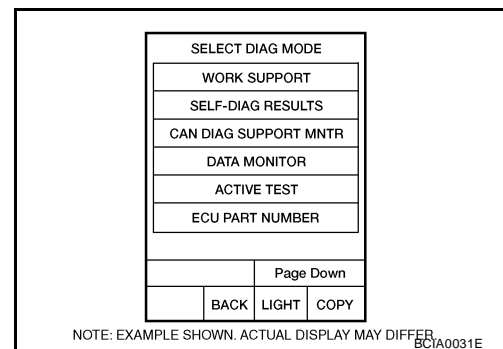 SELECT DIAG MODE
WORK SUPPORT
SELF-DIAG RESULTS
CAN DIAG SUPPORT MNTR
DATA MONITOR
ACTIVE TEST
ECU PART NUMBER
Page Down
BACK LIGHT COPY
NOTE: EXAMPLE SHOWN. ACTUAL DISPLAY MAY DIFFER
BCIA0031E